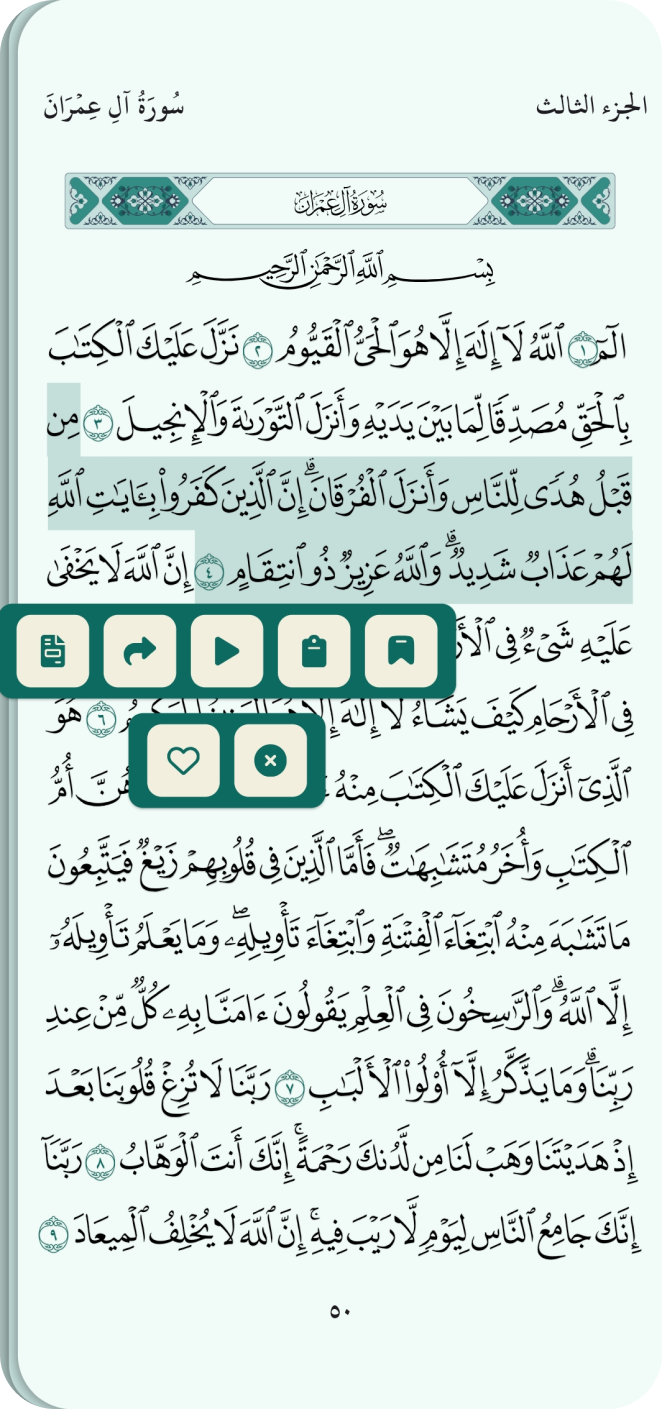 الجزء الثالث
سُورَةُ آلِ عِمْرَانَ
سُورَةُ آلِ عِمْرَانَ
بِسْمِ ٱللَّهِ ٱلرَّحْمَٰنِ ٱلرَّحِيمِ
الٓمٓ ١ ٱللَّهُ لَآ إِلَٰهَ إِلَّا هُوَ ٱلْحَىُّ ٱلْقَيُّومُ ٢ نَزَّلَ عَلَيْكَ ٱلْكِتَٰبَ
بِٱلْحَقِّ مُصَدِّقًا لِّمَا بَيْنَ يَدَيْهِ وَأَنزَلَ ٱلتَّوْرَىٰةَ وَٱلْإِنجِيلَ ٣ مِن
قَبْلُ هُدًى لِّلنَّاسِ وَأَنزَلَ ٱلْفُرْقَانَ ۗ إِنَّ ٱلَّذِينَ كَفَرُوا۟ بِـَٔايَٰتِ ٱللَّهِ
لَهُمْ عَذَابٌ شَدِيدٌ ۗ وَٱللَّهُ عَزِيزٌ ذُو ٱنتِقَامٍ ٤ إِنَّ ٱللَّهَ لَا يَخْفَىٰ
عَلَيْهِ شَىْءٌ فِى
فِى ٱلْأَرْحَامِ كَيْفَ يَشَآءُ لَآ إِلَٰهَ إِلَّا ٦ هُوَ
ٱلَّذِىٓ أَنزَلَ عَلَيْكَ ٱلْكِتَٰبَ مِنْهُ أُمُّ
ٱلْكِتَٰبِ وَأُخَرُ مُتَشَٰبِهَٰتٌ ۖ فَأَمَّا ٱلَّذِينَ فِى قُلُوبِهِمْ زَيْغٌ فَيَتَّبِعُونَ
مَا تَشَٰبَهَ مِنْهُ ٱبْتِغَآءَ ٱلْفِتْنَةِ وَٱبْتِغَآءَ تَأْوِيلِهِۦ ۗ وَمَا يَعْلَمُ تَأْوِيلَهُۥٓ
إِلَّا ٱللَّهُ ۗ وَٱلرَّٰسِخُونَ فِى ٱلْعِلْمِ يَقُولُونَ ءَامَنَّا بِهِۦ كُلٌّ مِّنْ عِندِ
رَبِّنَا ۗ وَمَا يَذَّكَّرُ إِلَّآ أُو۟لُوا۟ ٱلْأَلْبَٰبِ ٧ رَبَّنَا لَا تُزِغْ قُلُوبَنَا بَعْدَ
إِذْ هَدَيْتَنَا وَهَبْ لَنَا مِن لَّدُنكَ رَحْمَةً ۚ إِنَّكَ أَنتَ ٱلْوَهَّابُ ٨ رَبَّنَآ
إِنَّكَ جَامِعُ ٱلنَّاسِ لِيَوْمٍ لَّا رَيْبَ فِيهِ ۚ إِنَّ ٱللَّهَ لَا يُخْلِفُ ٱلْمِيعَادَ ٩
٥٠